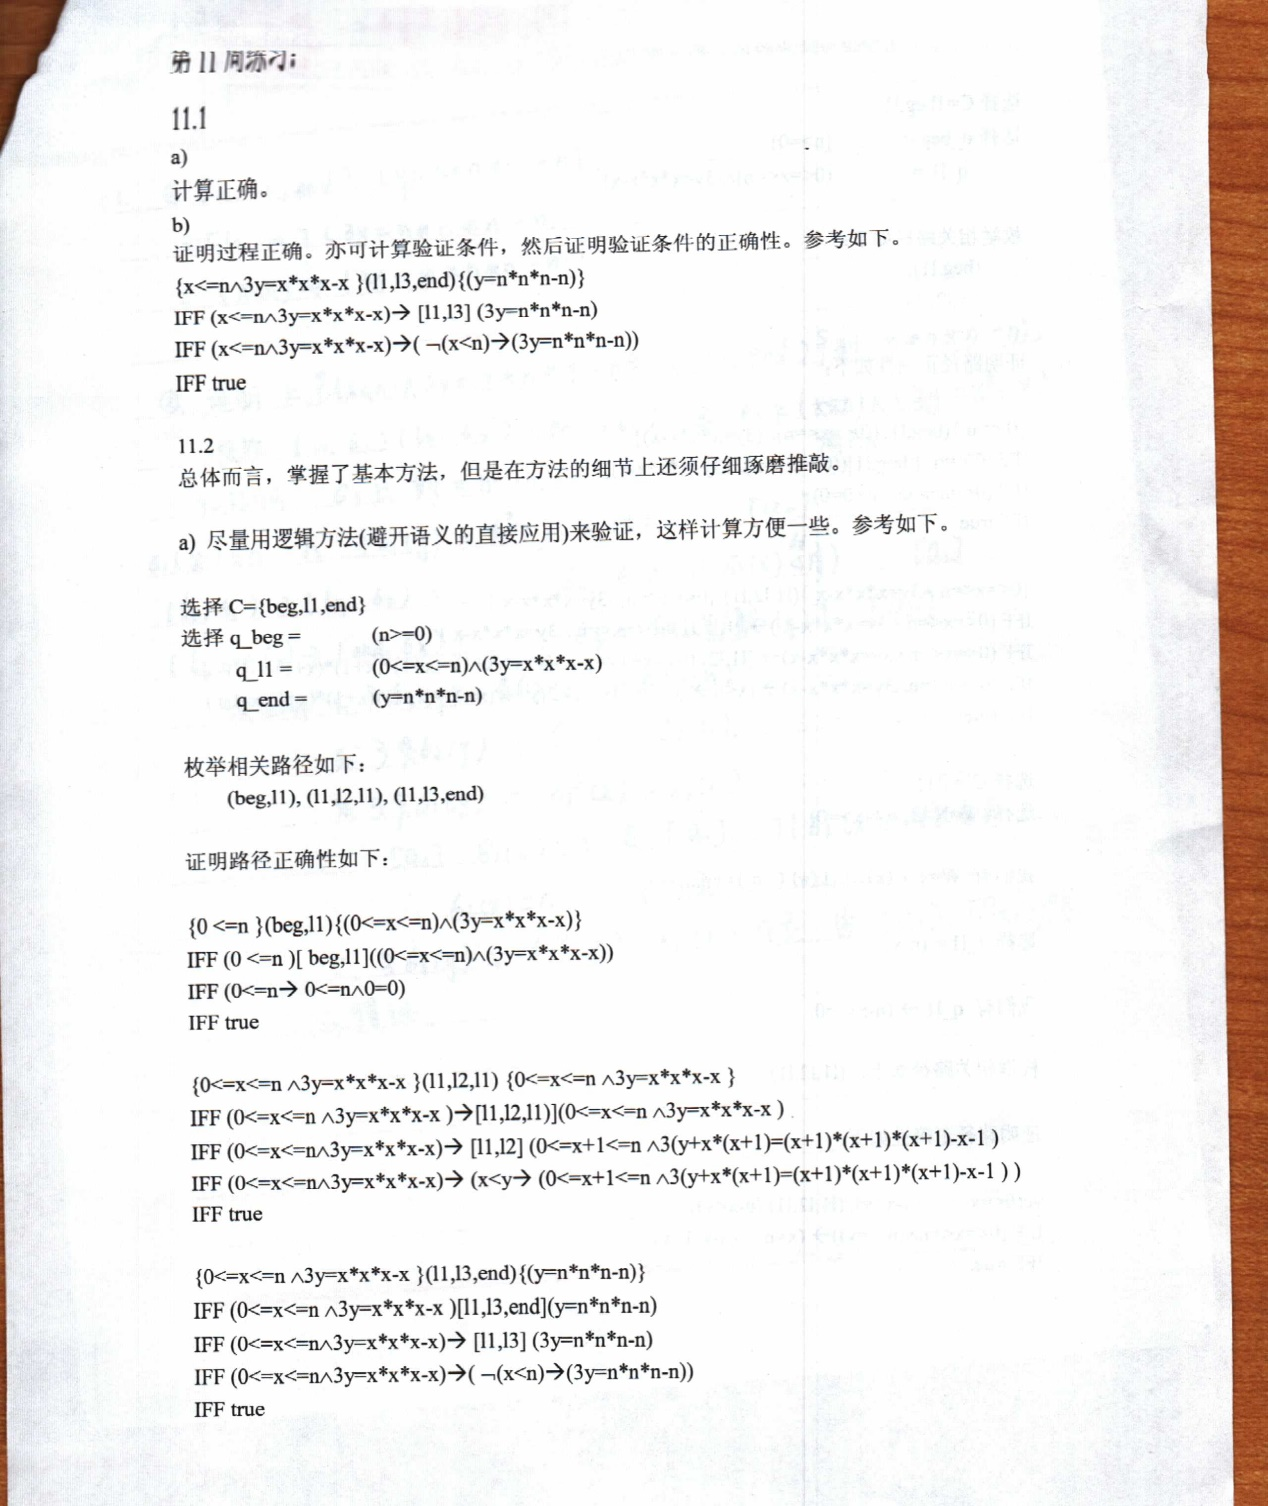 第 11 周练习:
11.1
a)
计算正确。
b)
证明过程正确。亦可计算验证条件，然后证明验证条件的正确性。参考如下。
{x<=n∧3y=x*x*x-x }(l1,l3,end){(y=n*n*n-n)}
IFF (x<=n∧3y=x*x*x-x)→ [l1,l3] (3y=n*n*n-n)
IFF (x<=n∧3y=x*x*x-x)→( ¬(x<n)→(3y=n*n*n-n))
IFF true
11.2
总体而言，掌握了基本方法，但是在方法的细节上还须仔细琢磨推敲。
a) 尽量用逻辑方法(避开语义的直接应用)来验证，这样计算方便一些。参考如下。
选择 C={beg,l1,end}
选择 q_beg = (n>=0)
q_l1 = (0<=x<=n)∧(3y=x*x*x-x)
q_end = (y=n*n*n-n)
枚举相关路径如下：
(beg,l1), (l1,l2,l1), (l1,l3,end)
证明路径正确性如下：
{0 <=n }(beg,l1){(0<=x<=n)∧(3y=x*x*x-x)}
IFF (0 <=n )[ beg,l1]((0<=x<=n)∧(3y=x*x*x-x))
IFF (0<=n→ 0<=n∧0=0)
IFF true
{0<=x<=n ∧3y=x*x*x-x }(l1,l2,l1) {0<=x<=n ∧3y=x*x*x-x }
IFF (0<=x<=n ∧3y=x*x*x-x )→[l1,l2,l1)](0<=x<=n ∧3y=x*x*x-x )
IFF (0<=x<=n∧3y=x*x*x-x)→ [l1,l2] (0<=x+1<=n ∧3(y+x*(x+1)=(x+1)*(x+1)*(x+1)-x-1 )
IFF (0<=x<=n∧3y=x*x*x-x)→ (x<y→ (0<=x+1<=n ∧3(y+x*(x+1)=(x+1)*(x+1)*(x+1)-x-1 ) )
IFF true
{0<=x<=n ∧3y=x*x*x-x }(l1,l3,end){(y=n*n*n-n)}
IFF (0<=x<=n ∧3y=x*x*x-x )[l1,l3,end](y=n*n*n-n)
IFF (0<=x<=n∧3y=x*x*x-x)→ [l1,l3] (3y=n*n*n-n)
IFF (0<=x<=n∧3y=x*x*x-x)→( ¬(x<n)→(3y=n*n*n-n))
IFF true